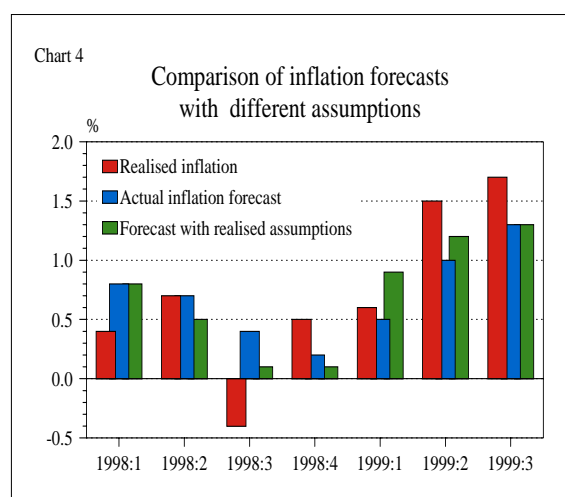 Chart 4
Comparison of inflation forecasts
with different assumptions
%
2.0
Realised inflation
Actual inflation forecast
1.5
Forecast with realised assumptions
1.0
0.5
0.0
-0.5
1998:1 1998:2 1998:3 1998:4 1999:1 1999:2 1999:3